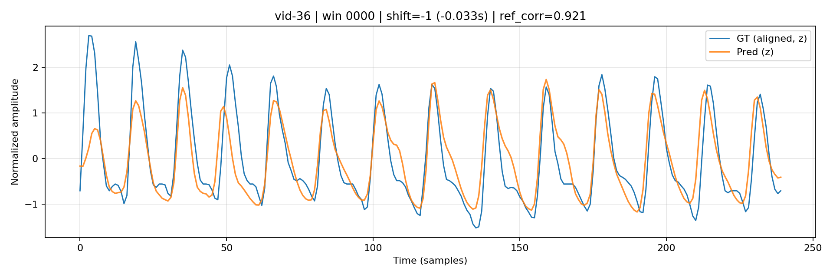 vid-36 | win 0000 | shift=-1 (-0.033s) | ref_corr=0.921
GT (aligned, z)
Pred (z)
Normalized amplitude
2
1
0
−1
0
50
100
150
200
250
Time (samples)